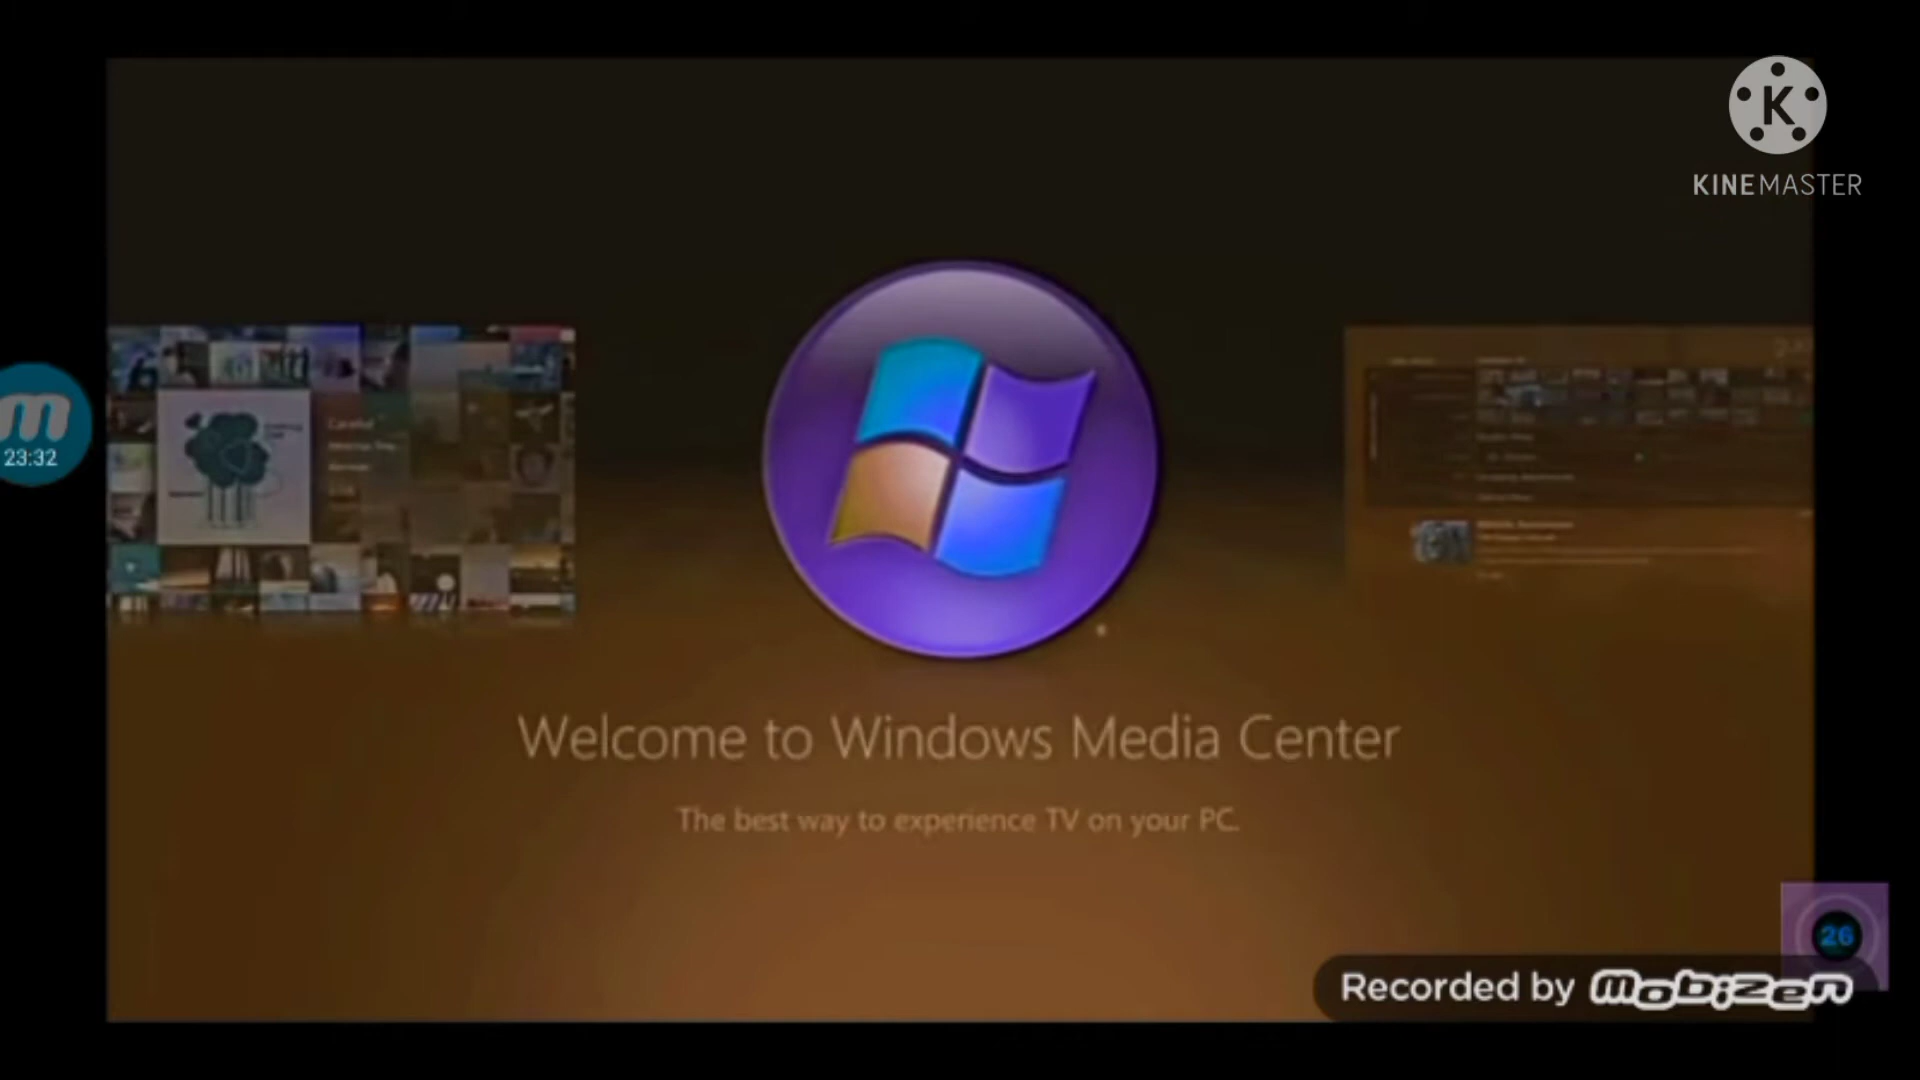 K
KINEMASTER
m
23:32
Welcome to Windows Media Center
The best way to experience TV on your PC.
26
Recorded by mobizen